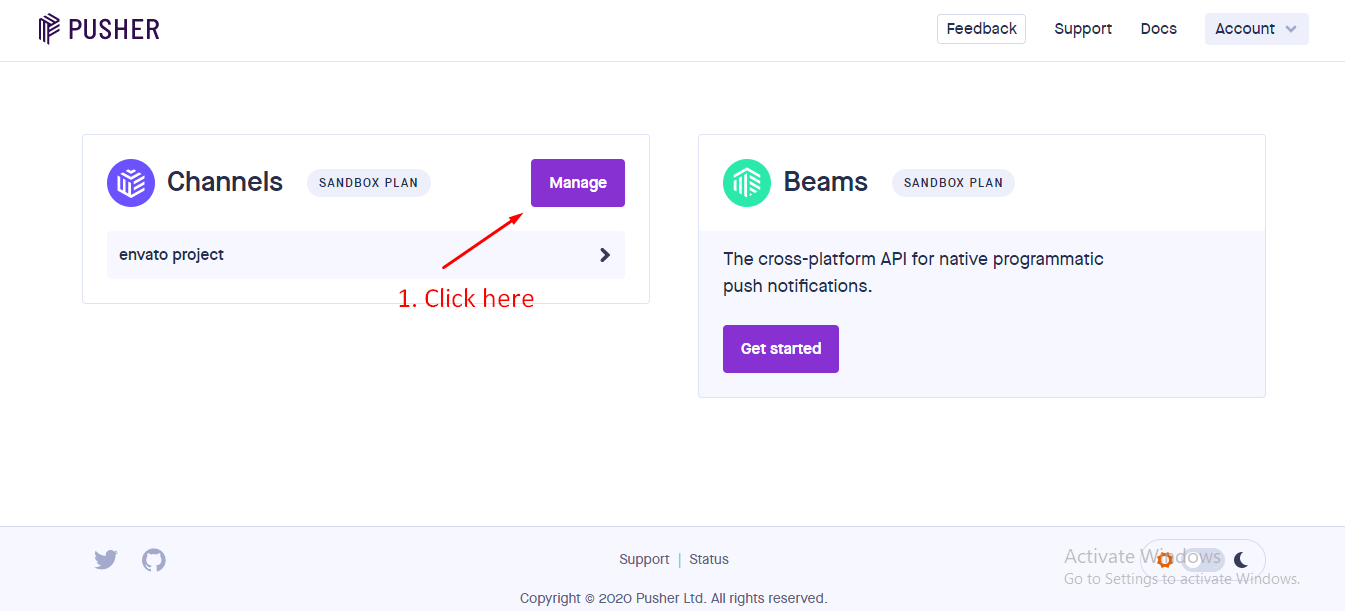 PUSHER
Feedback Support Docs Account
Channels SANDBOX PLAN Manage
envato project
1. Click here
Beams SANDBOX PLAN
The cross-platform API for native programmatic
push notifications.
Get started
Support | Status
Copyright © 2020 Pusher Ltd. All rights reserved.
Activate Windows
Go to Settings to activate Windows.